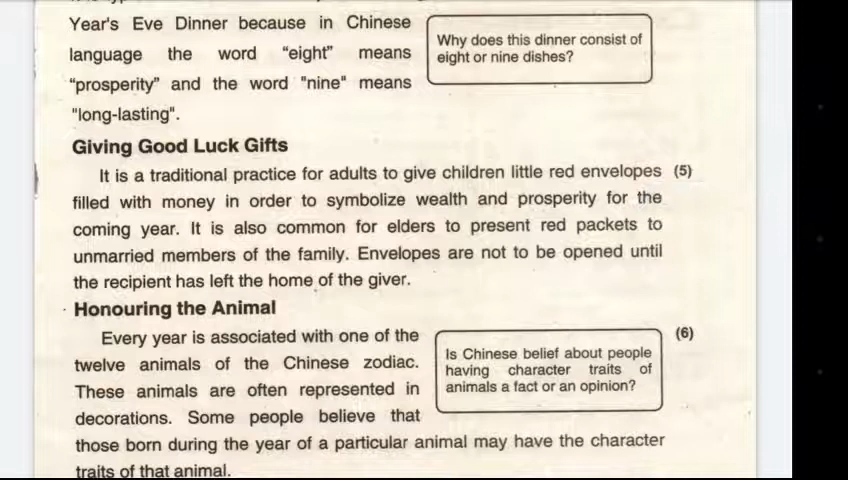 Year's Eve Dinner because in Chinese
language the word “eight” means
“prosperity” and the word "nine" means
"long-lasting".
Why does this dinner consist of
eight or nine dishes?
Giving Good Luck Gifts
It is a traditional practice for adults to give children little red envelopes (5)
filled with money in order to symbolize wealth and prosperity for the
coming year. It is also common for elders to present red packets to
unmarried members of the family. Envelopes are not to be opened until
the recipient has left the home of the giver.
Honouring the Animal
Every year is associated with one of the
twelve animals of the Chinese zodiac.
These animals are often represented in
decorations. Some people believe that
(6)
Is Chinese belief about people
having character traits of
animals a fact or an opinion?
those born during the year of a particular animal may have the character
traits of that animal.